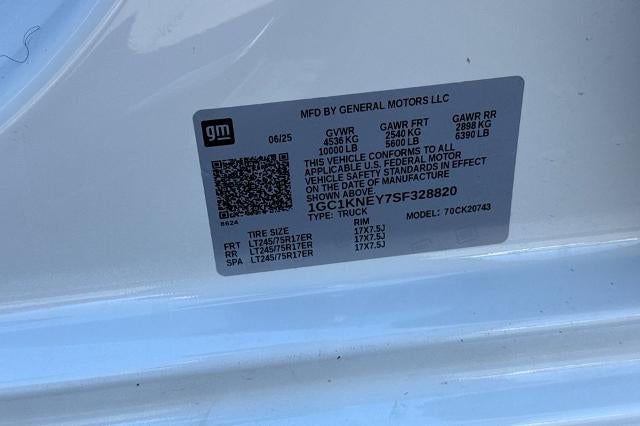 MFD BY GENERAL MOTORS LLC
gm
06/25
GVWR
4536 KG
10000 LB
GAWR FRT
2540 KG
5600 LB
GAWR RR
2898 KG
6390 LB
THIS VEHICLE CONFORMS TO ALL
APPLICABLE U.S. FEDERAL MOTOR
VEHICLE SAFETY STANDARDS IN EFFECT
ON THE DATE OF MANUFACTURE
SHOWN ABOVE.
1GC1KNEY7SF328820
TYPE: TRUCK
MODEL: 70CK20743
8624
TIRE SIZE RIM
FRT LT245/75R17ER 17X7.5J
RR LT245/75R17ER 17X7.5J
SPA LT245/75R17ER 17X7.5J